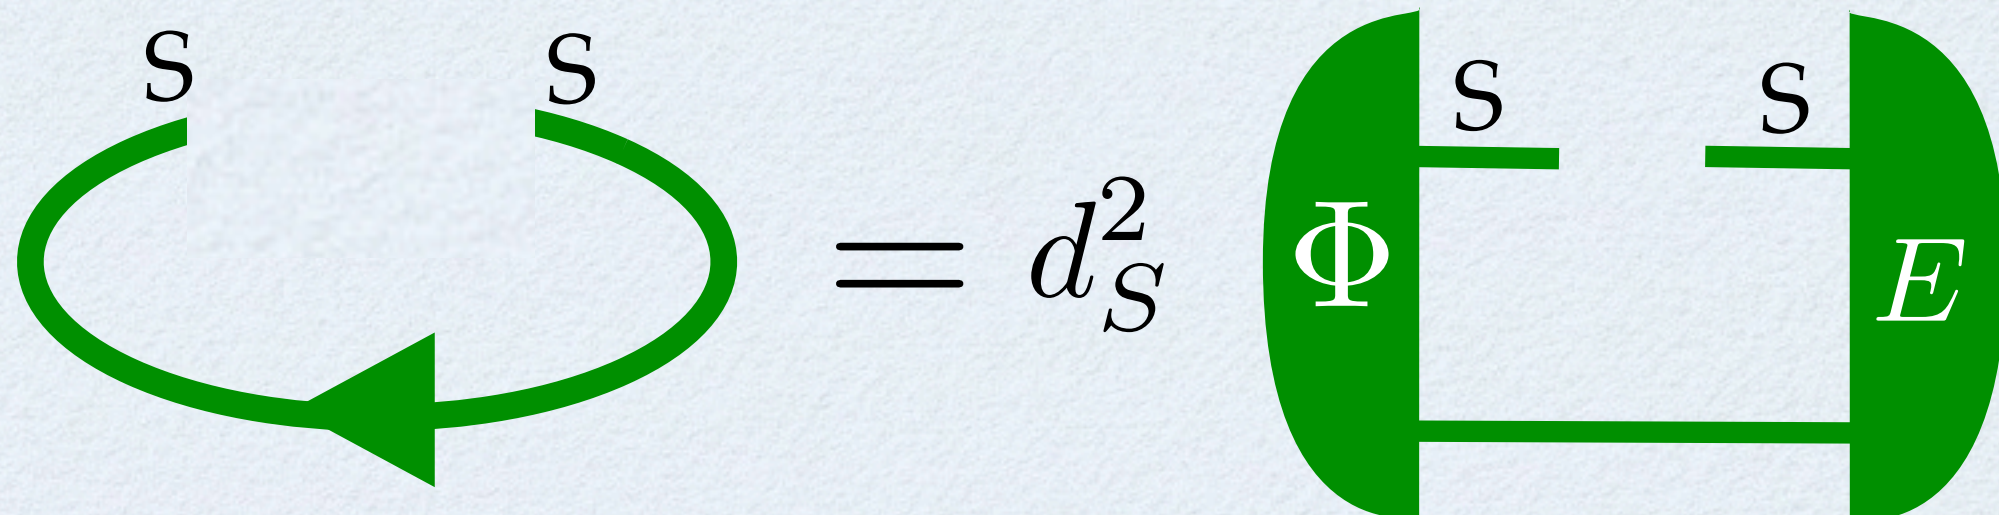 S S S S
= d_S^2 Φ E